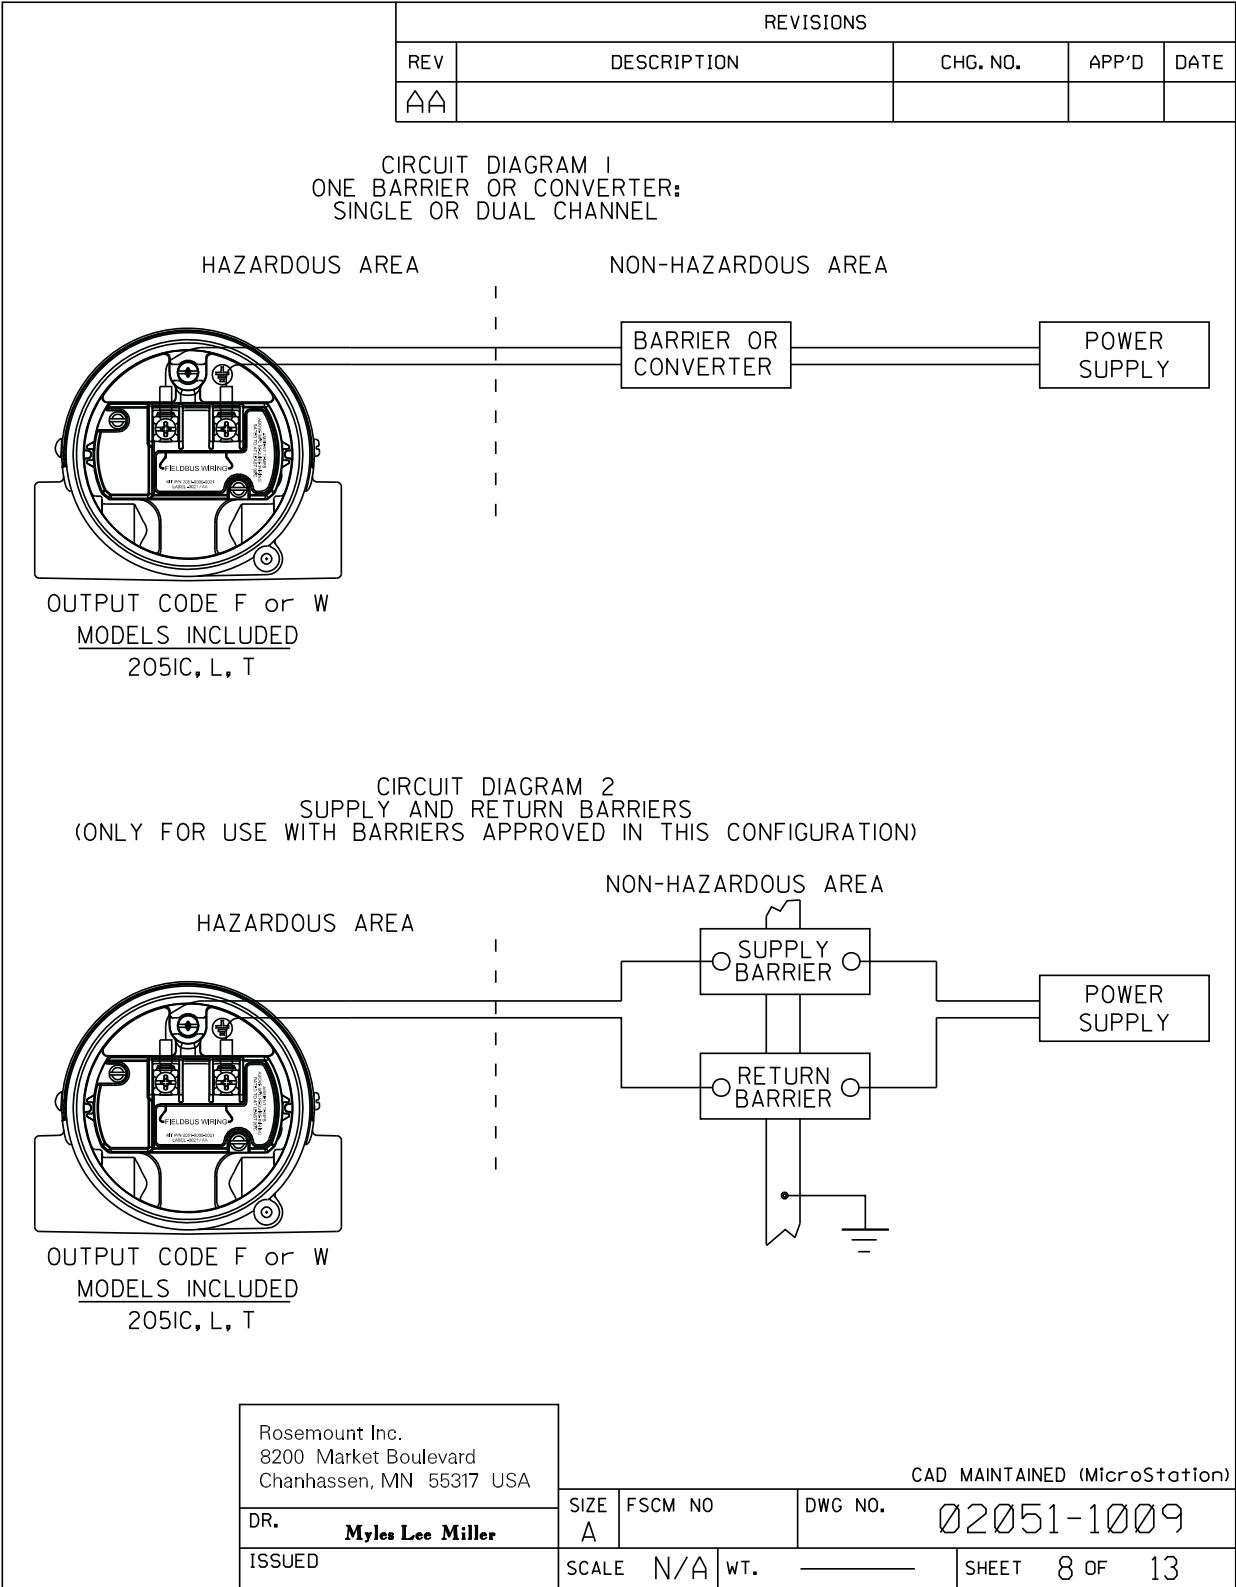 REVISIONS
REV DESCRIPTION CHG. NO. APP'D DATE
AA
CIRCUIT DIAGRAM 1
ONE BARRIER OR CONVERTER:
SINGLE OR DUAL CHANNEL
HAZARDOUS AREA NON-HAZARDOUS AREA
BARRIER OR
CONVERTER
POWER
SUPPLY
FIELDBUS WIRING
OUTPUT CODE F or W
MODELS INCLUDED
2051C, L, T
CIRCUIT DIAGRAM 2
SUPPLY AND RETURN BARRIERS
(ONLY FOR USE WITH BARRIERS APPROVED IN THIS CONFIGURATION)
NON-HAZARDOUS AREA
HAZARDOUS AREA
SUPPLY
BARRIER
POWER
SUPPLY
RETURN
BARRIER
FIELDBUS WIRING
OUTPUT CODE F or W
MODELS INCLUDED
2051C, L, T
Rosemount Inc.
8200 Market Boulevard
Chanhassen, MN 55317 USA
CAD MAINTAINED (MicroStation)
DR. Myles Lee Miller
SIZE A FSCM NO DWG NO. 02051-1009
ISSUED
SCALE N/A WT. SHEET 8 OF 13